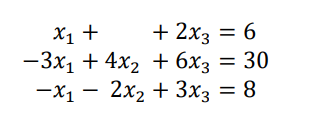 x₁ + + 2x₃ = 6
−3x₁ + 4x₂ + 6x₃ = 30
−x₁ − 2x₂ + 3x₃ = 8